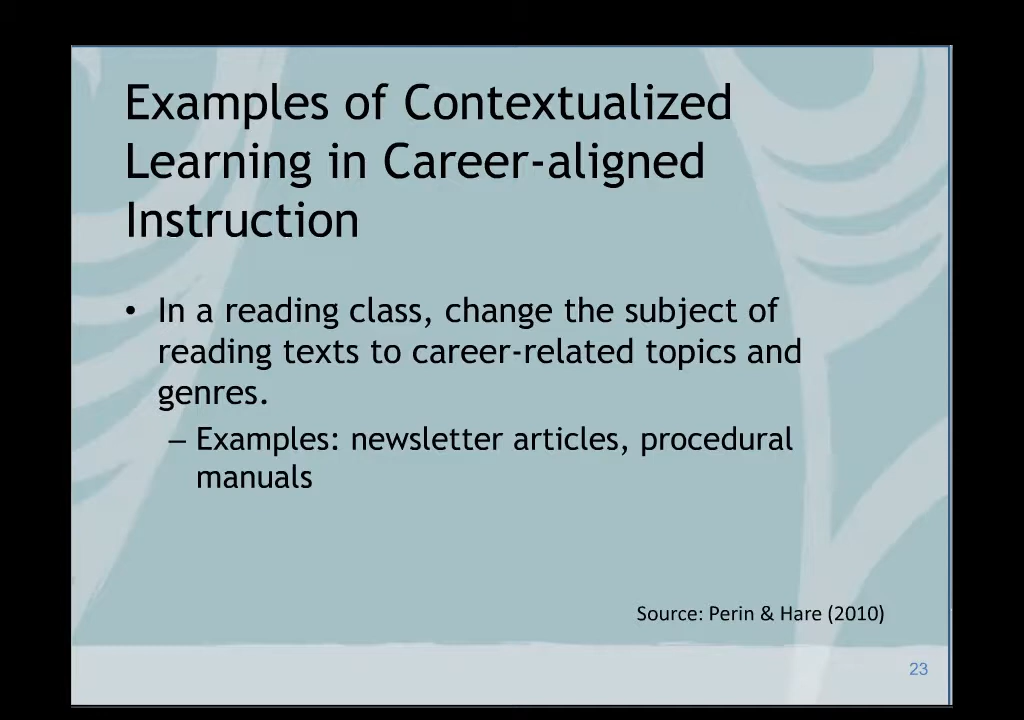 Examples of Contextualized
Learning in Career-aligned
Instruction
• In a reading class, change the subject of
reading texts to career-related topics and
genres.
– Examples: newsletter articles, procedural
manuals
Source: Perin & Hare (2010)
23